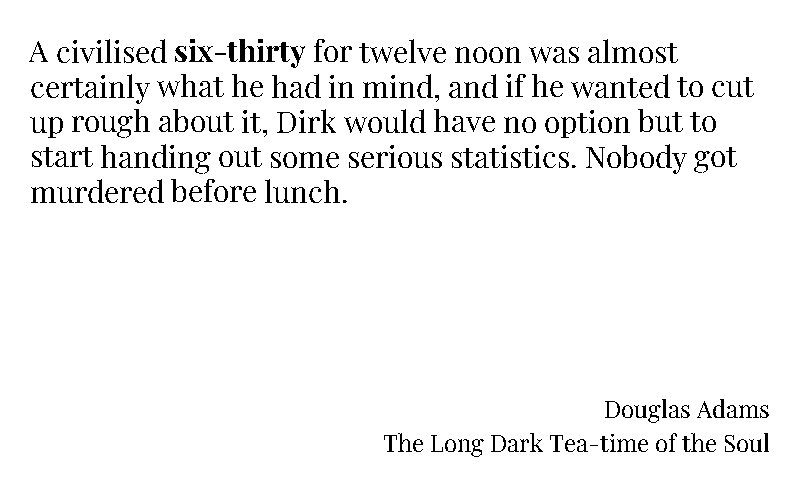 A civilised six-thirty for twelve noon was almost
certainly what he had in mind, and if he wanted to cut
up rough about it, Dirk would have no option but to
start handing out some serious statistics. Nobody got
murdered before lunch.
Douglas Adams
The Long Dark Tea-time of the Soul